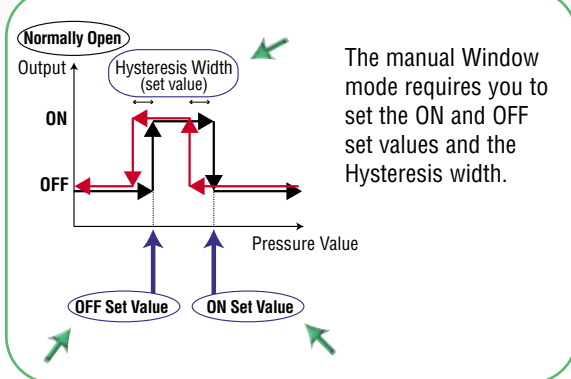 Normally Open
Output
Hysteresis Width
(set value)
ON
OFF
Pressure Value
OFF Set Value
ON Set Value
The manual Window
mode requires you to
set the ON and OFF
set values and the
Hysteresis width.